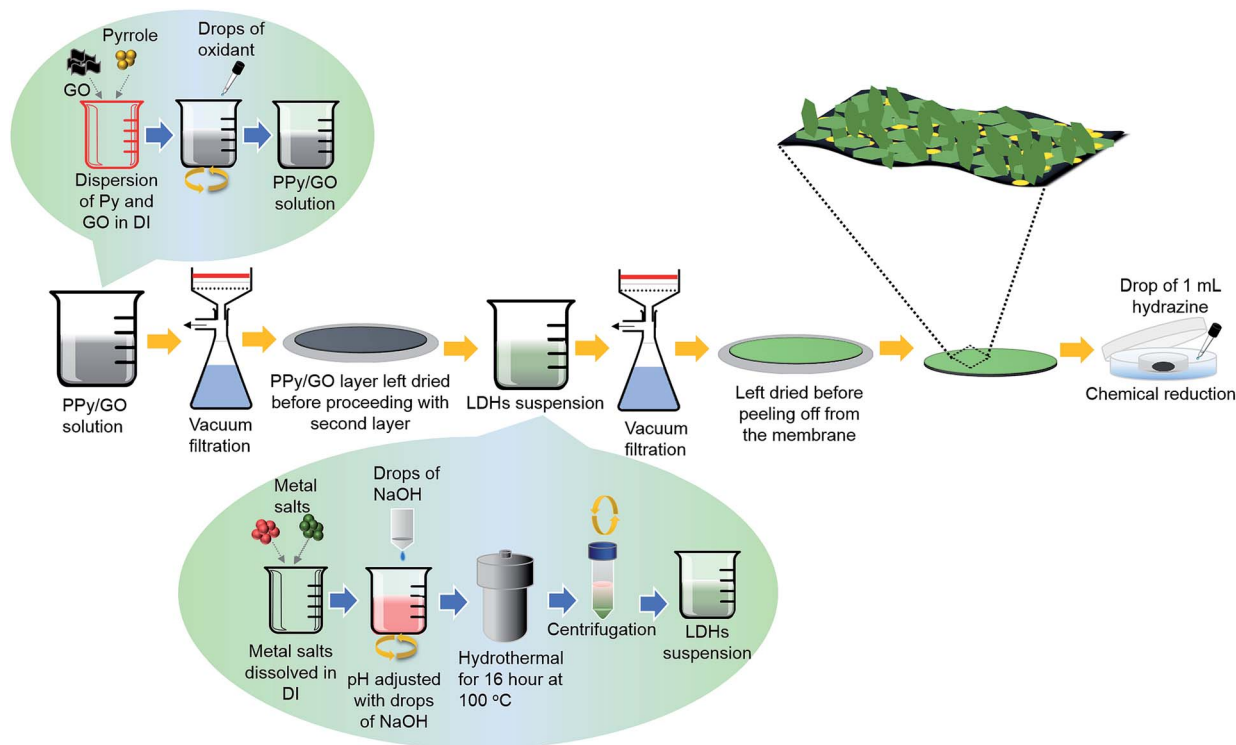 Pyrrole
GO
Drops of
oxidant
Dispersion
of Py and
GO in DI
PPy/GO
solution
PPy/GO
solution
Vacuum
filtration
PPy/GO layer left dried
before proceeding with
second layer
LDHs suspension
Vacuum
filtration
Left dried before
peeling off from
the membrane
Drop of 1 mL
hydrazine
Chemical reduction
Metal
salts
Drops of
NaOH
Metal salts
dissolved in
DI
pH adjusted
with drops
of NaOH
Hydrothermal
for 16 hour at
100 ºC
Centrifugation
LDHs
suspension